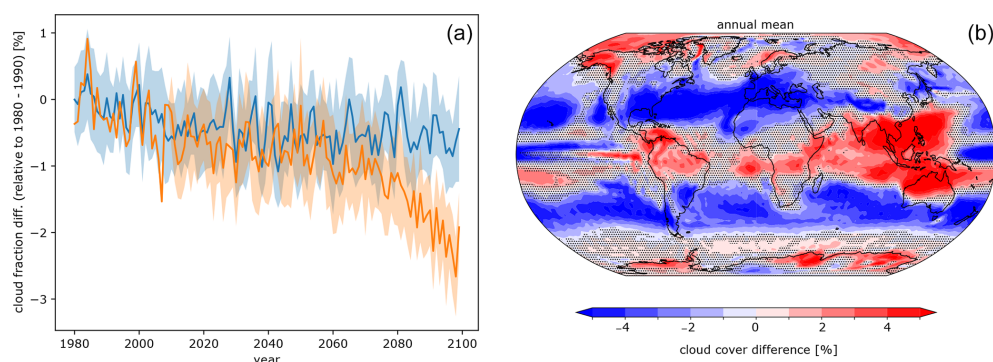 (a)
cloud fraction diff. (relative to 1980 - 1990) [%]
1
0
−1
−2
−3
1980 2000 2020 2040 2060 2080 2100
year
annual mean
(b)
−4 −2 0 2 4
cloud cover difference [%]